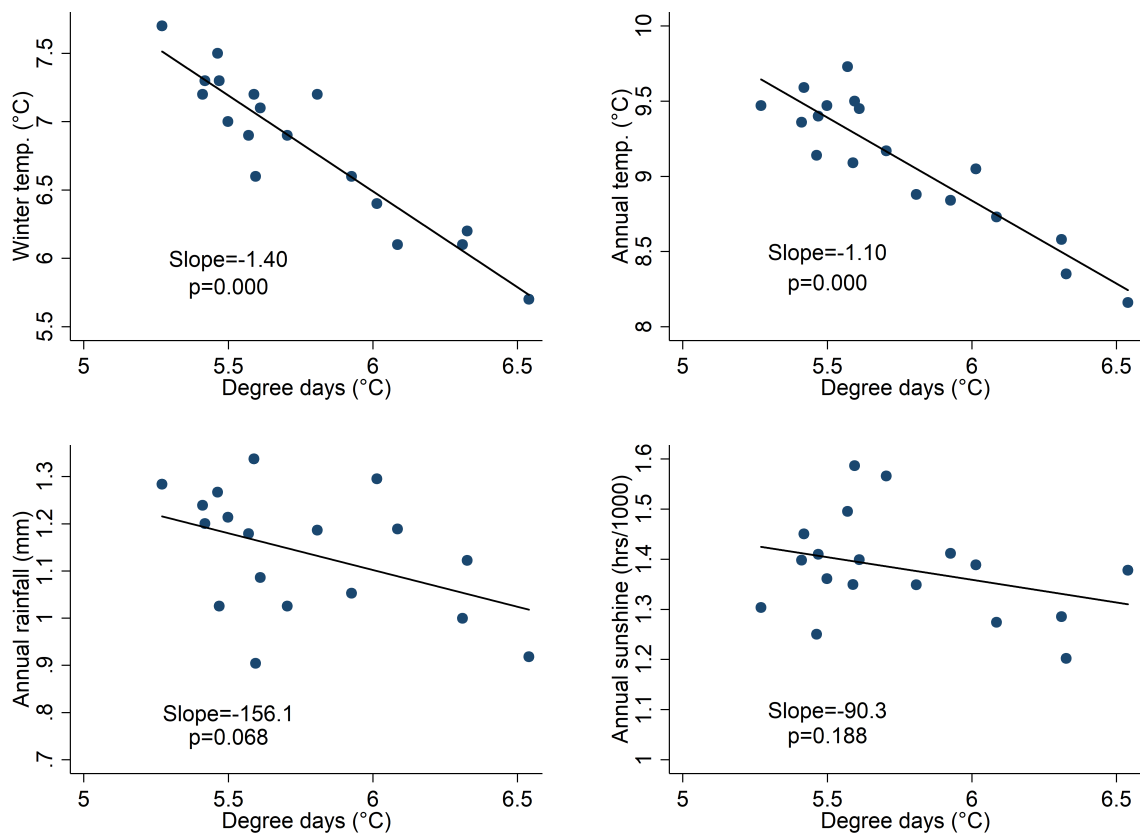 Winter temp. (°C)
7.5
7
6.5
6
5.5
Slope=-1.40
p=0.000
5 5.5 6 6.5
Degree days (°C)
Annual temp. (°C)
10
9.5
9
8.5
8
Slope=-1.10
p=0.000
5 5.5 6 6.5
Degree days (°C)
Annual rainfall (mm)
1.3
1.2
1.1
1
.9
.8
.7
Slope=-156.1
p=0.068
5 5.5 6 6.5
Degree days (°C)
Annual sunshine (hrs/1000)
1.6
1.5
1.4
1.3
1.2
1.1
1
Slope=-90.3
p=0.188
5 5.5 6 6.5
Degree days (°C)